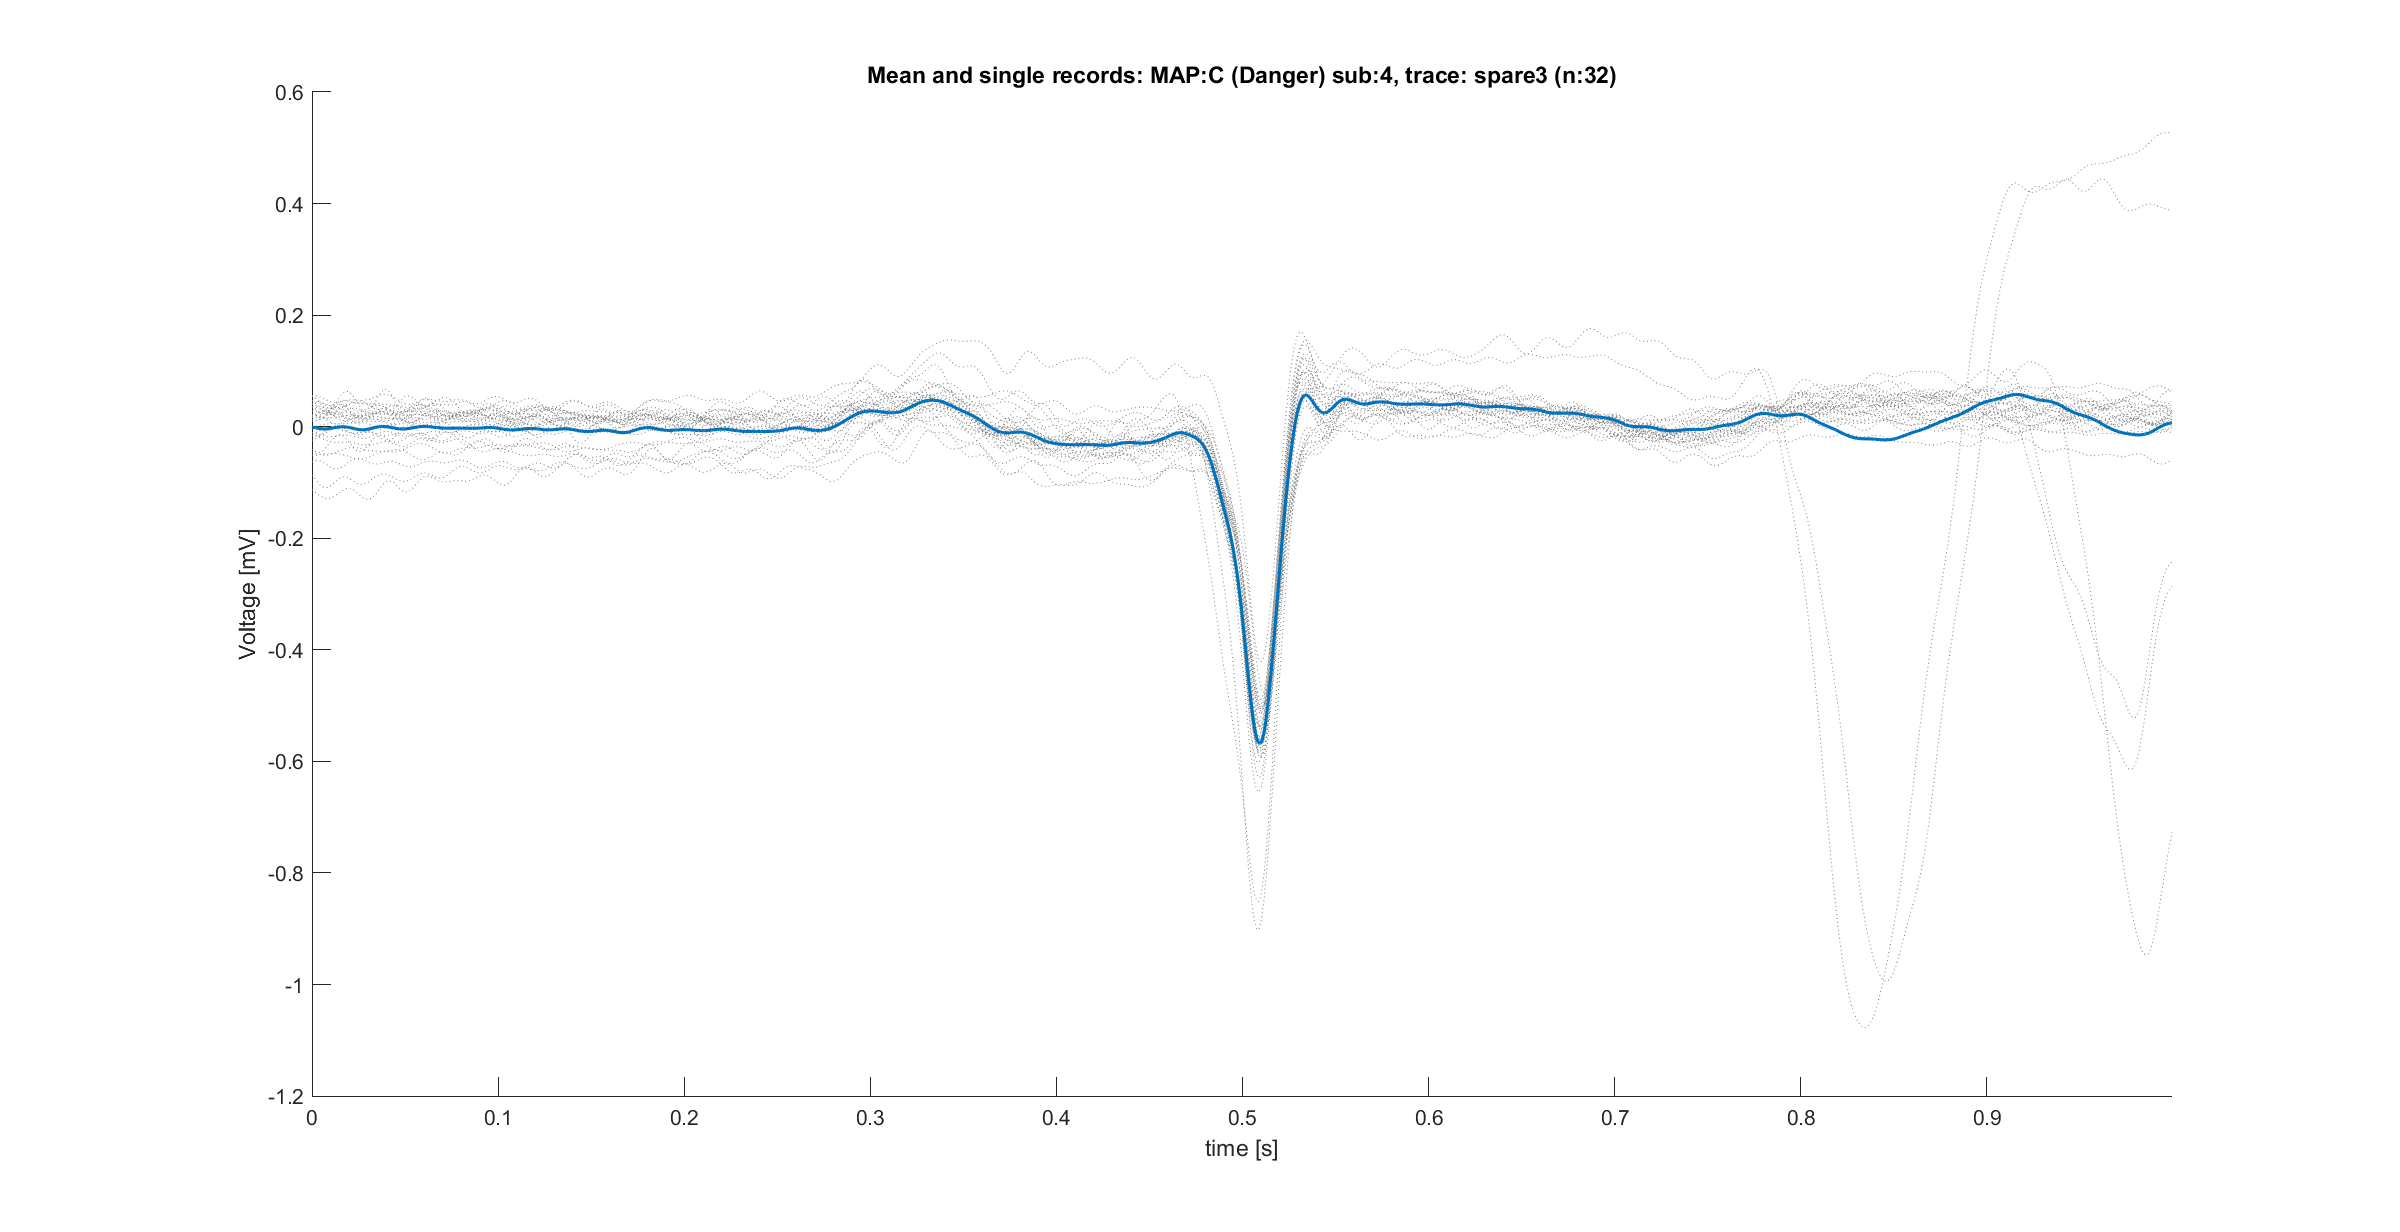 Mean and single records: MAP:C (Danger) sub:4, trace: spare3 (n:32)
0.6
0.4
0.2
0
-0.2
-0.4
-0.6
-0.8
-1
-1.2
Voltage [mV]
0 0.1 0.2 0.3 0.4 0.5 0.6 0.7 0.8 0.9
time [s]